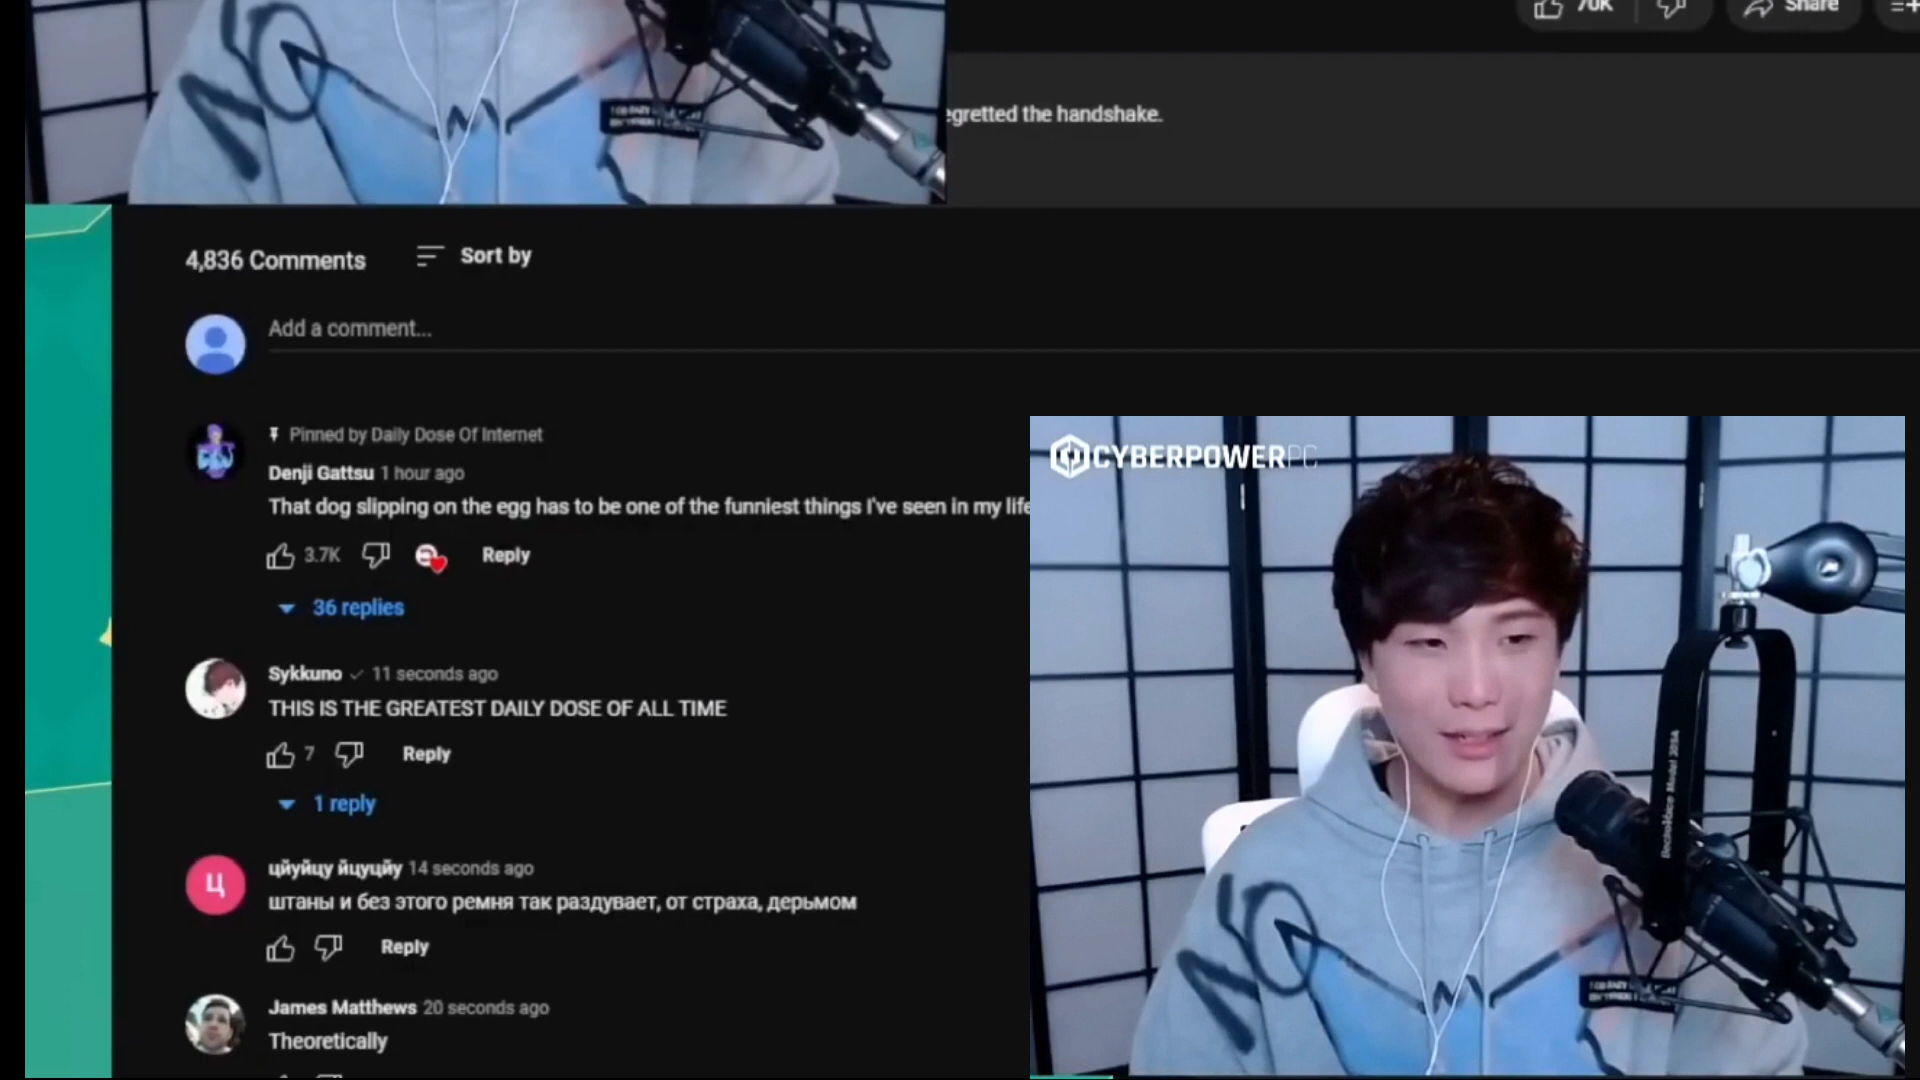 70K
Share
egretted the handshake.
4,836 Comments
Sort by
Add a comment...
Pinned by Daily Dose Of Internet
Denji Gattsu 1 hour ago
That dog slipping on the egg has to be one of the funniest things I've seen in my life
3.7K
Reply
36 replies
Sykkuno 11 seconds ago
THIS IS THE GREATEST DAILY DOSE OF ALL TIME
7
Reply
1 reply
Ц
цйуйцу йцуцйу 14 seconds ago
штаны и без этого ремня так раздувает, от страха, дерьмом
Reply
James Matthews 20 seconds ago
Theoretically
CYBERPOWERPC